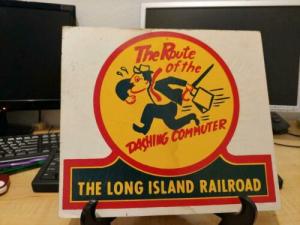 The Route
of the
DASHING COMMUTER
THE LONG ISLAND RAILROAD